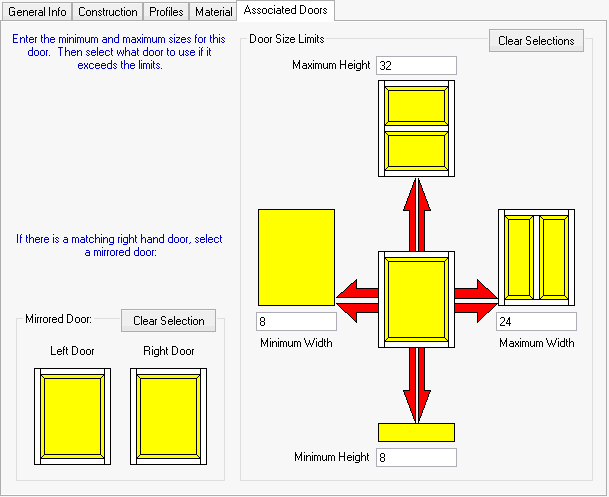 General Info Construction Profiles Material Associated Doors
Enter the minimum and maximum sizes for this
door. Then select what door to use if it
exceeds the limits.
Door Size Limits
Clear Selections
Maximum Height 32
If there is a matching right hand door, select
a mirrored door:
8
Minimum Width
24
Maximum Width
Mirrored Door:
Clear Selection
Left Door Right Door
Minimum Height 8